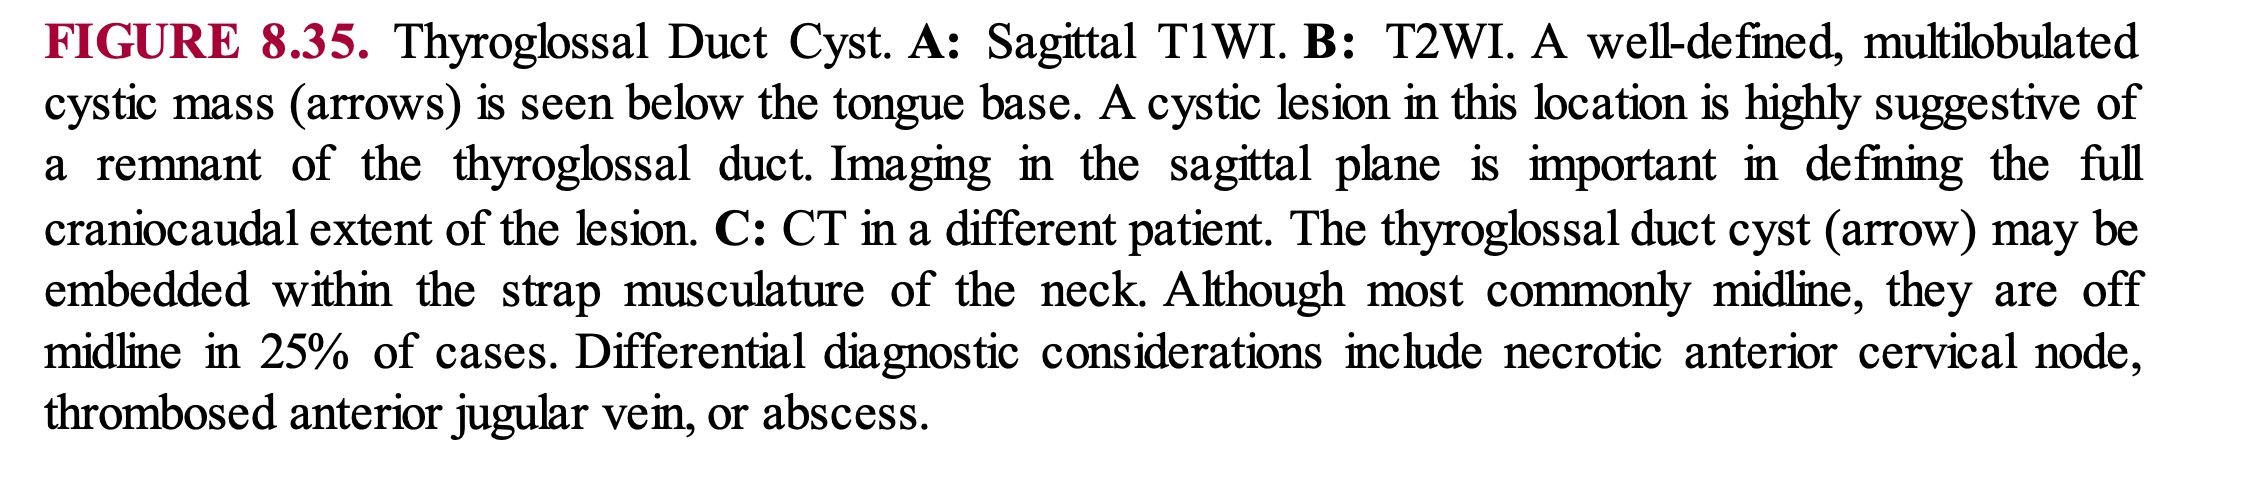 FIGURE 8.35. Thyroglossal Duct Cyst. A: Sagittal T1WI. B: T2WI. A well-defined, multilobulated
cystic mass (arrows) is seen below the tongue base. A cystic lesion in this location is highly suggestive of
a remnant of the thyroglossal duct. Imaging in the sagittal plane is important in defining the full
craniocaudal extent of the lesion. C: CT in a different patient. The thyroglossal duct cyst (arrow) may be
embedded within the strap musculature of the neck. Although most commonly midline, they are off
midline in 25% of cases. Differential diagnostic considerations include necrotic anterior cervical node,
thrombosed anterior jugular vein, or abscess.